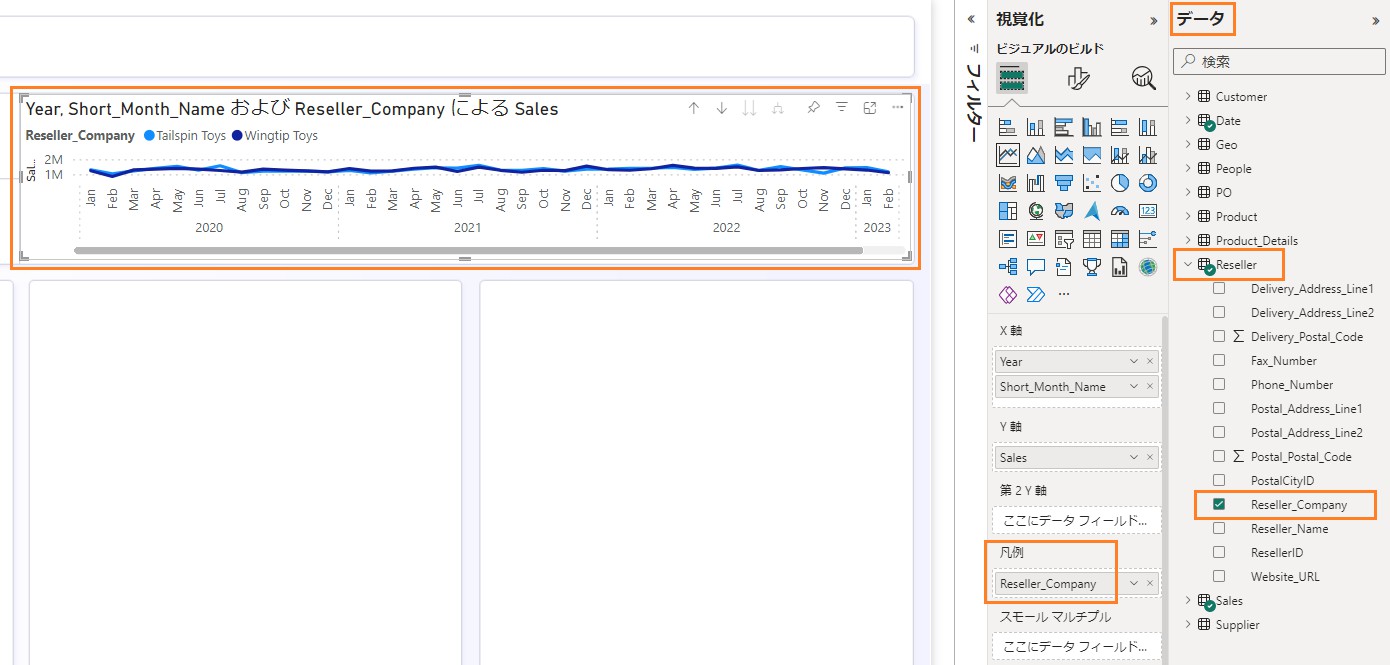 Year, Short_Month_Name および Reseller_Company による Sales
Reseller_Company Tailspin Toys Wingtip Toys
Sal...
2M
1M
Jan Feb Mar Apr May Jun Jul Aug Sep Oct Nov Dec Jan Feb Mar Apr May Jun Jul Aug Sep Oct Nov Dec Jan Feb Mar Apr May Jun Jul Aug Sep Oct Nov Dec Jan Feb
2020 2021 2022 2023
フィルター
視覚化
ビジュアルのビルド
123
X 軸
Year
Short_Month_Name
Y 軸
Sales
第 2 Y 軸
ここにデータ フィールド...
凡例
Reseller_Company
スモール マルチプル
ここにデータ フィールド...
データ
検索
Customer
Date
Geo
People
PO
Product
Product_Details
Reseller
Delivery_Address_Line1
Delivery_Address_Line2
Delivery_Postal_Code
Fax_Number
Phone_Number
Postal_Address_Line1
Postal_Address_Line2
Postal_Postal_Code
PostalCityID
Reseller_Company
Reseller_Name
ResellerID
Website_URL
Sales
Supplier